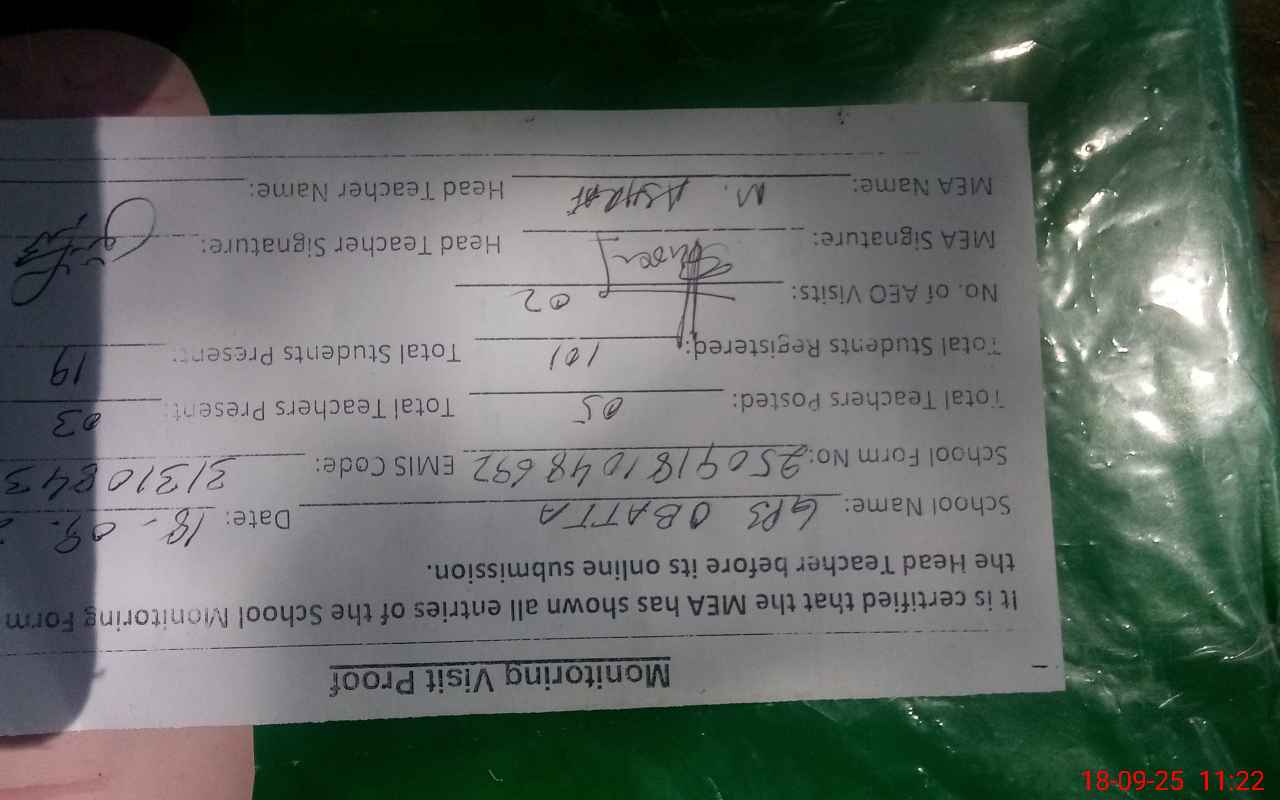 Monitoring Visit Proof
It is certified that the MEA has shown all entries of the School Monitoring Form
the Head Teacher before its online submission.
School Name: GPS OBATTA Date: 18-09.
School Form No: 250918104 8692 EMIS Code: 31310843
Total Teachers Posted: 05 Total Teachers Present: 03
Total Students Registered: 101 Total Students Present: 19
No. of AEO Visits: 02
MEA Signature: Head Teacher Signature:
MEA Name: M. ASHRAF Head Teacher Name:
18-09-25 11:22